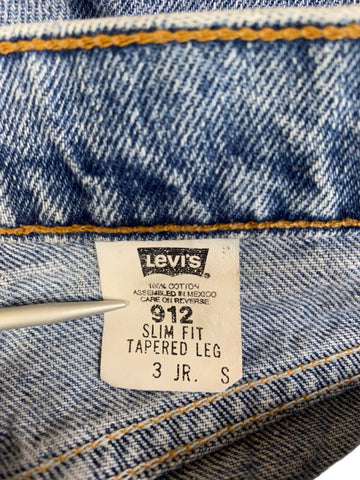 Levi's
100% COTTON
ASSEMBLED IN MEXICO
CARE ON REVERSE
912
SLIM FIT
TAPERED LEG
3 JR. S